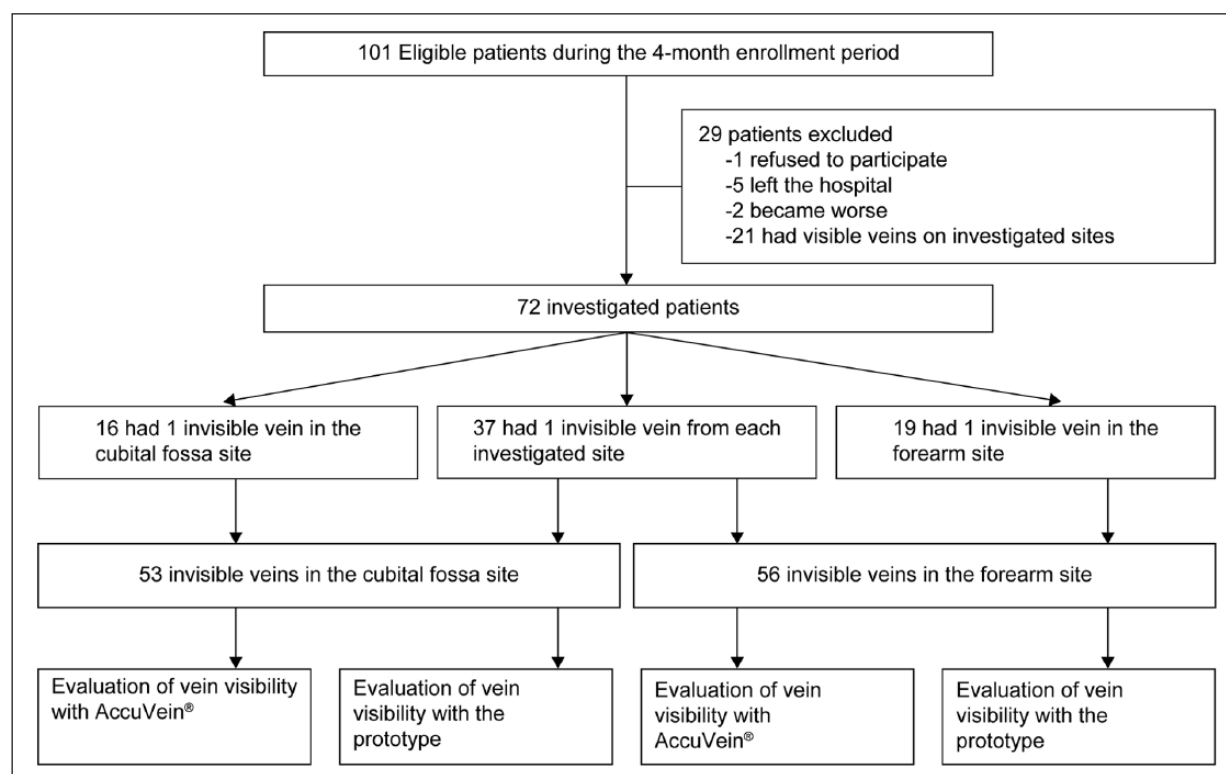 101 Eligible patients during the 4-month enrollment period
29 patients excluded
-1 refused to participate
-5 left the hospital
-2 became worse
-21 had visible veins on investigated sites
72 investigated patients
16 had 1 invisible vein in the
cubital fossa site
37 had 1 invisible vein from each
investigated site
19 had 1 invisible vein in the
forearm site
53 invisible veins in the cubital fossa site
56 invisible veins in the forearm site
Evaluation of vein visibility
with AccuVein®
Evaluation of vein
visibility with the
prototype
Evaluation of vein
visibility with
AccuVein®
Evaluation of vein
visibility with the
prototype